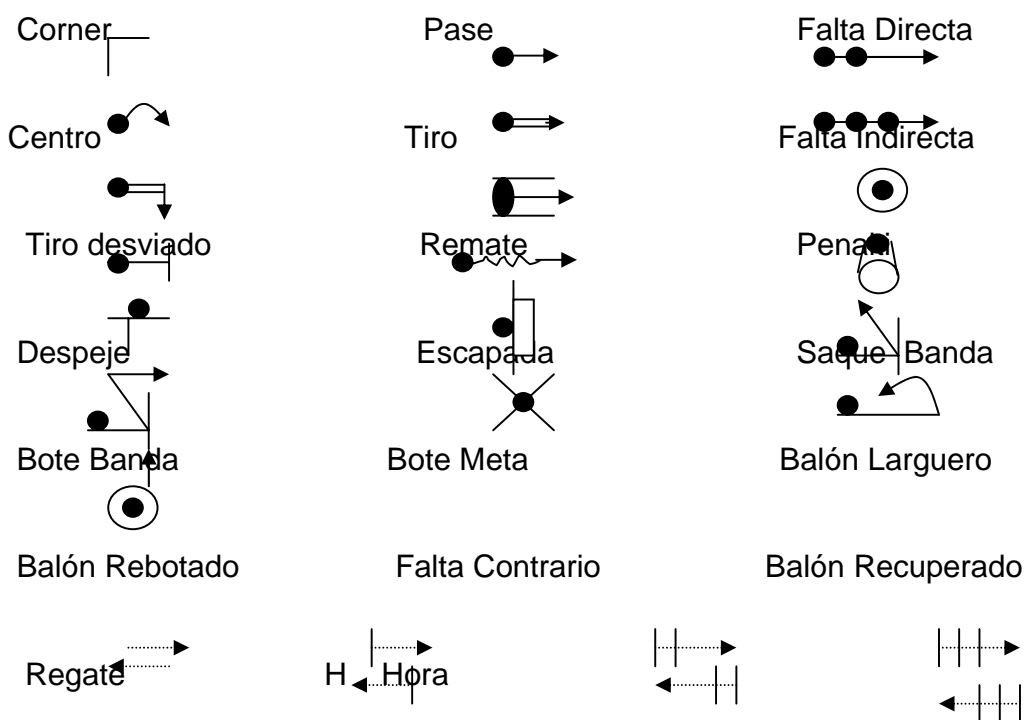 Corner Pase Falta Directa
Centro Tiro Falta Indirecta
Tiro desviado Remate Penalti
Despeje Escapada Saque Banda
Bote Banda Bote Meta Balón Larguero
Balón Rebotado Falta Contrario Balón Recuperado
Regate H Hora